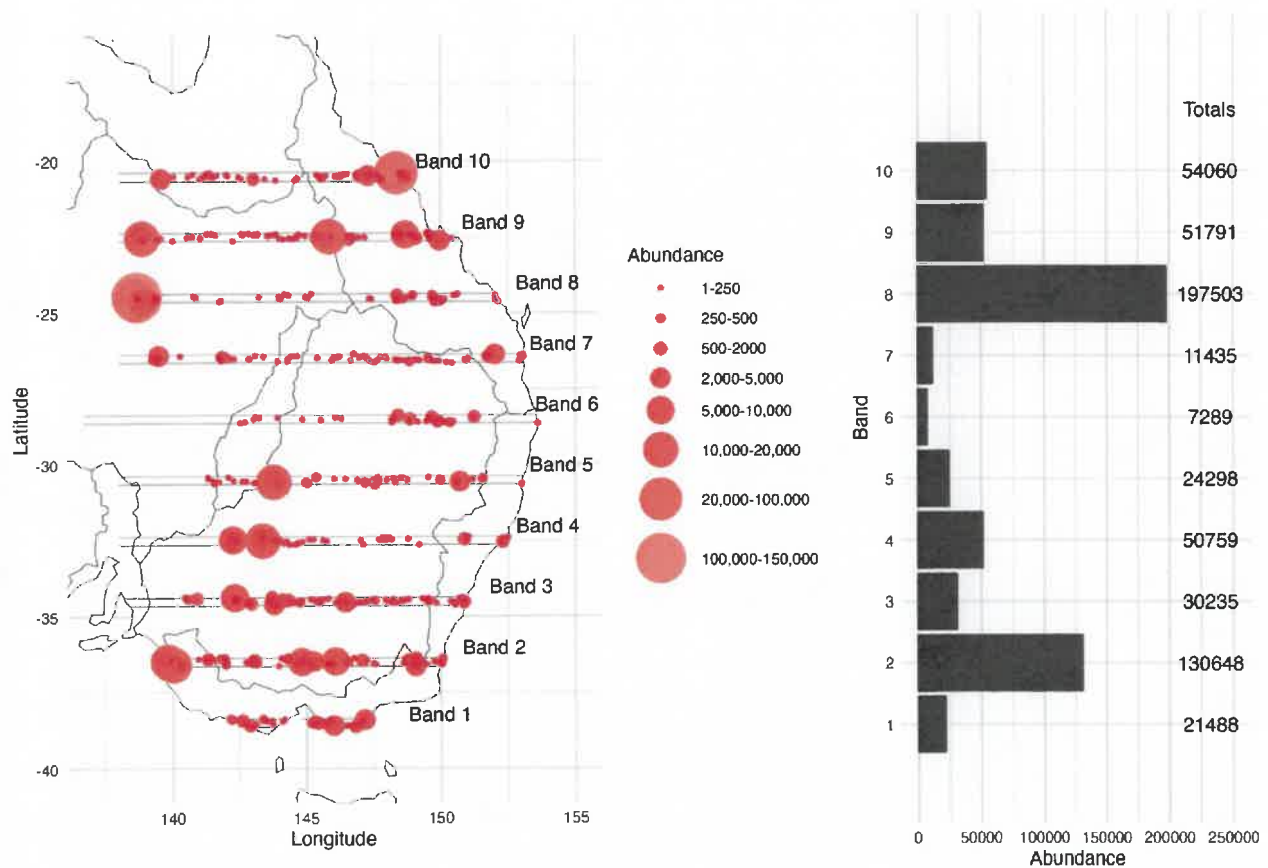 Band 10
Band 9
Band 8
Band 7
Band 6
Band 5
Band 4
Band 3
Band 2
Band 1
-20
-25
-30
-35
-40
Latitude
140
145
150
155
Longitude
Abundance
1-250
250-500
500-2000
2,000-5,000
5,000-10,000
10,000-20,000
20,000-100,000
100,000-150,000
Totals
10 54060
9 51791
8 197503
7 11435
6 7289
5 24298
4 50759
3 30235
2 130648
1 21488
Band
0 50000 100000 150000 200000 250000
Abundance